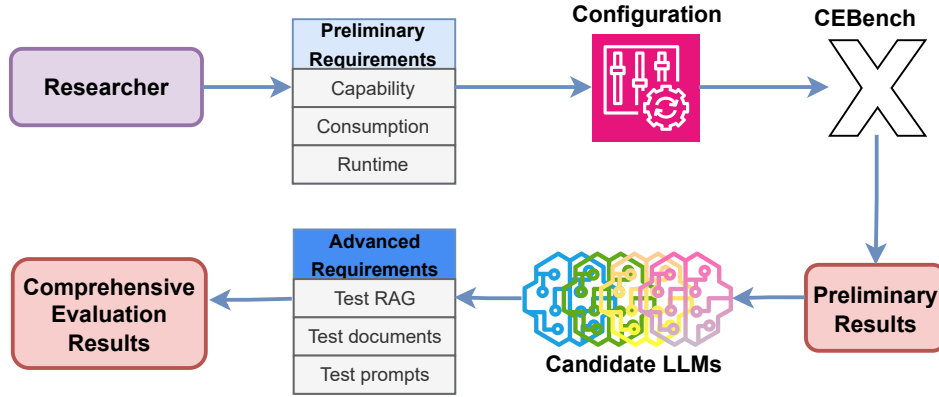 Researcher
Preliminary
Requirements
Capability
Consumption
Runtime
Configuration
CEBench
Preliminary
Results
Candidate LLMs
Advanced
Requirements
Test RAG
Test documents
Test prompts
Comprehensive
Evaluation
Results